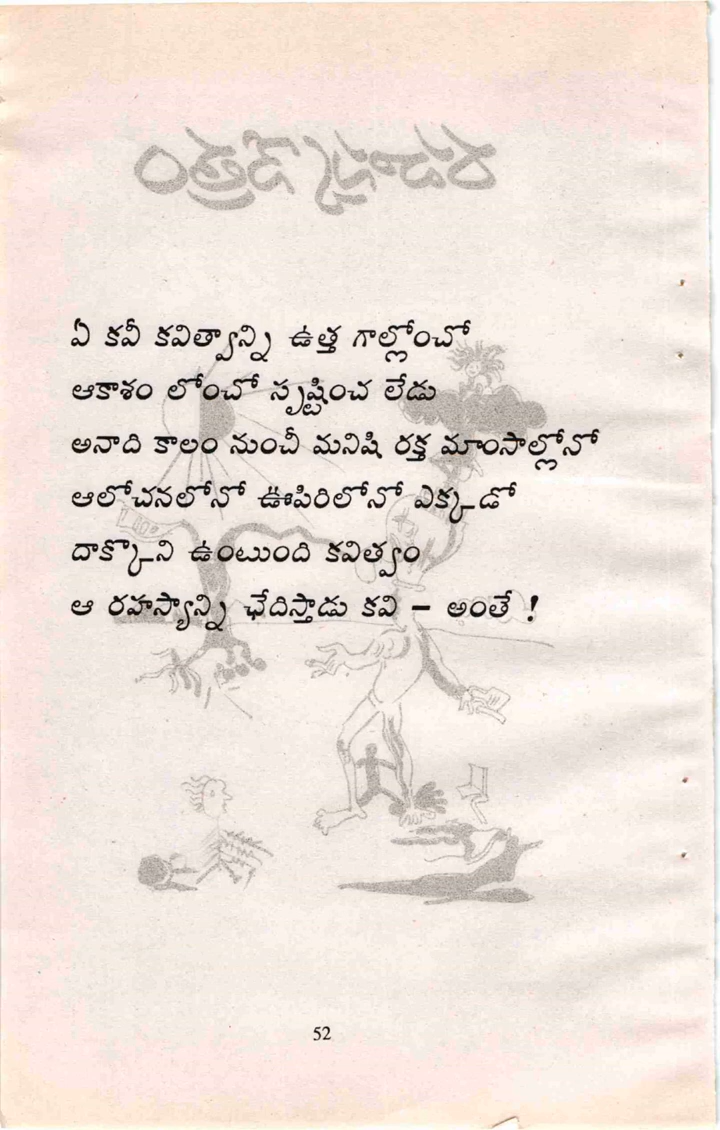 ఏ కవీ కవిత్వాన్ని ఉత్త గాల్లోంచో
ఆకాశం లోంచో సృష్టించ లేడు
అనాది కాలం నుంచీ మనిషి రక్త మాంసాల్లోనో
ఆలోచనలోనో ఊపిరిలోనో ఎక్కడో
దాక్కొని ఉంటుంది కవిత్వం
ఆ రహస్యాన్ని ఛేదిస్తాడు కవి – అంతే !
52